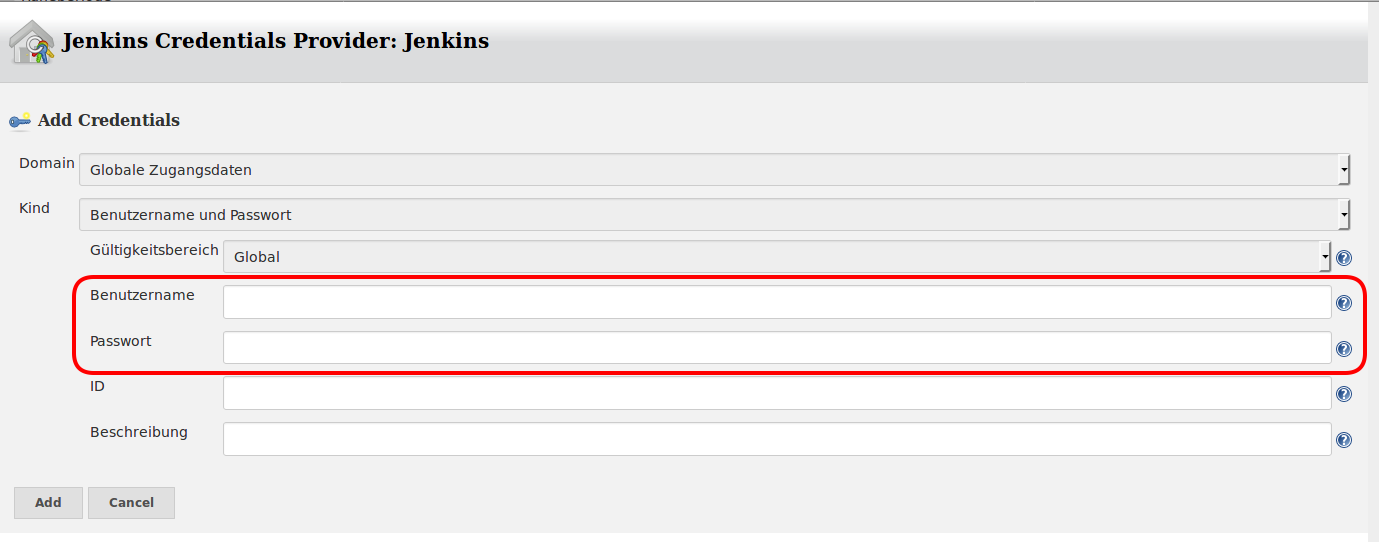 Jenkins Credentials Provider: Jenkins
Add Credentials
Domain Globale Zugangsdaten
Kind Benutzername und Passwort
Gültigkeitsbereich Global
Benutzername
Passwort
ID
Beschreibung
Add Cancel